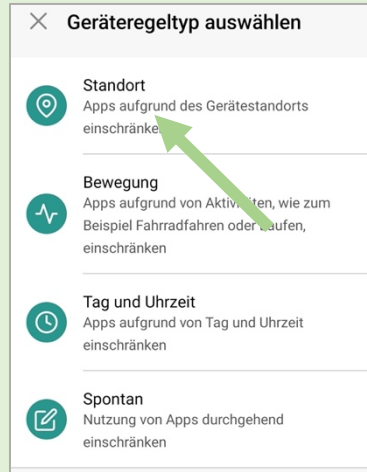 Geräteregeltyp auswählen
Standort
Apps aufgrund des Gerätestandorts
einschränken
Bewegung
Apps aufgrund von Aktivitäten, wie zum
Beispiel Fahrradfahren oder Laufen,
einschränken
Tag und Uhrzeit
Apps aufgrund von Tag und Uhrzeit
einschränken
Spontan
Nutzung von Apps durchgehend
einschränken